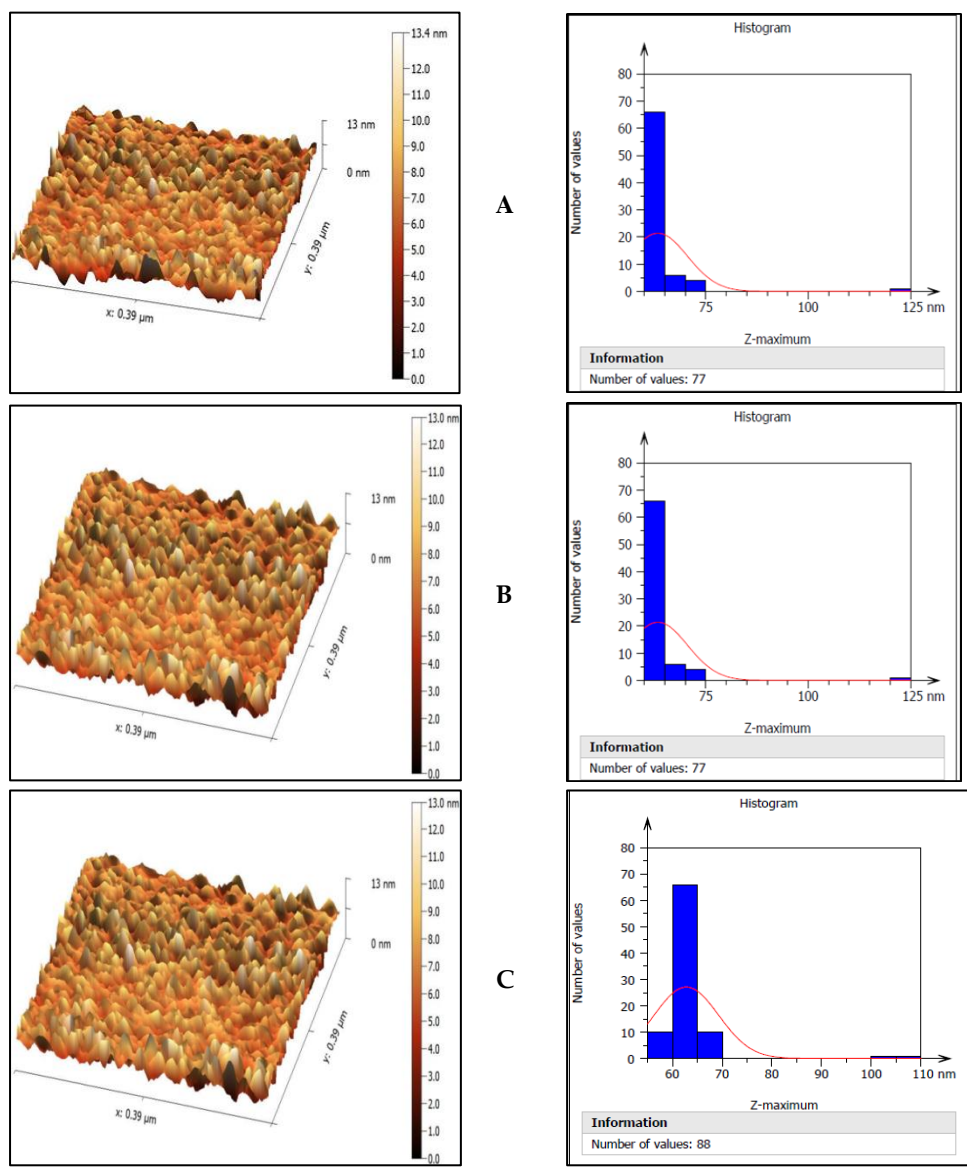 13.4 nm
12.0
11.0
10.0
9.0
8.0
7.0
6.0
5.0
4.0
3.0
2.0
1.0
0.0
13 nm
0 nm
y: 0.39 µm
x: 0.39 µm
A
Histogram
80
70
60
50
40
30
20
10
0
Number of values
75
100
125 nm
Z-maximum
Information
Number of values: 77
13.0 nm
12.0
11.0
10.0
9.0
8.0
7.0
6.0
5.0
4.0
3.0
2.0
1.0
0.0
13 nm
0 nm
y: 0.39 µm
x: 0.39 µm
B
Histogram
80
70
60
50
40
30
20
10
0
Number of values
75
100
125 nm
Z-maximum
Information
Number of values: 77
13.0 nm
12.0
11.0
10.0
9.0
8.0
7.0
6.0
5.0
4.0
3.0
2.0
1.0
0.0
13 nm
0 nm
y: 0.39 µm
x: 0.39 µm
C
Histogram
80
70
60
50
40
30
20
10
0
Number of values
60
70
80
90
100
110 nm
Z-maximum
Information
Number of values: 88